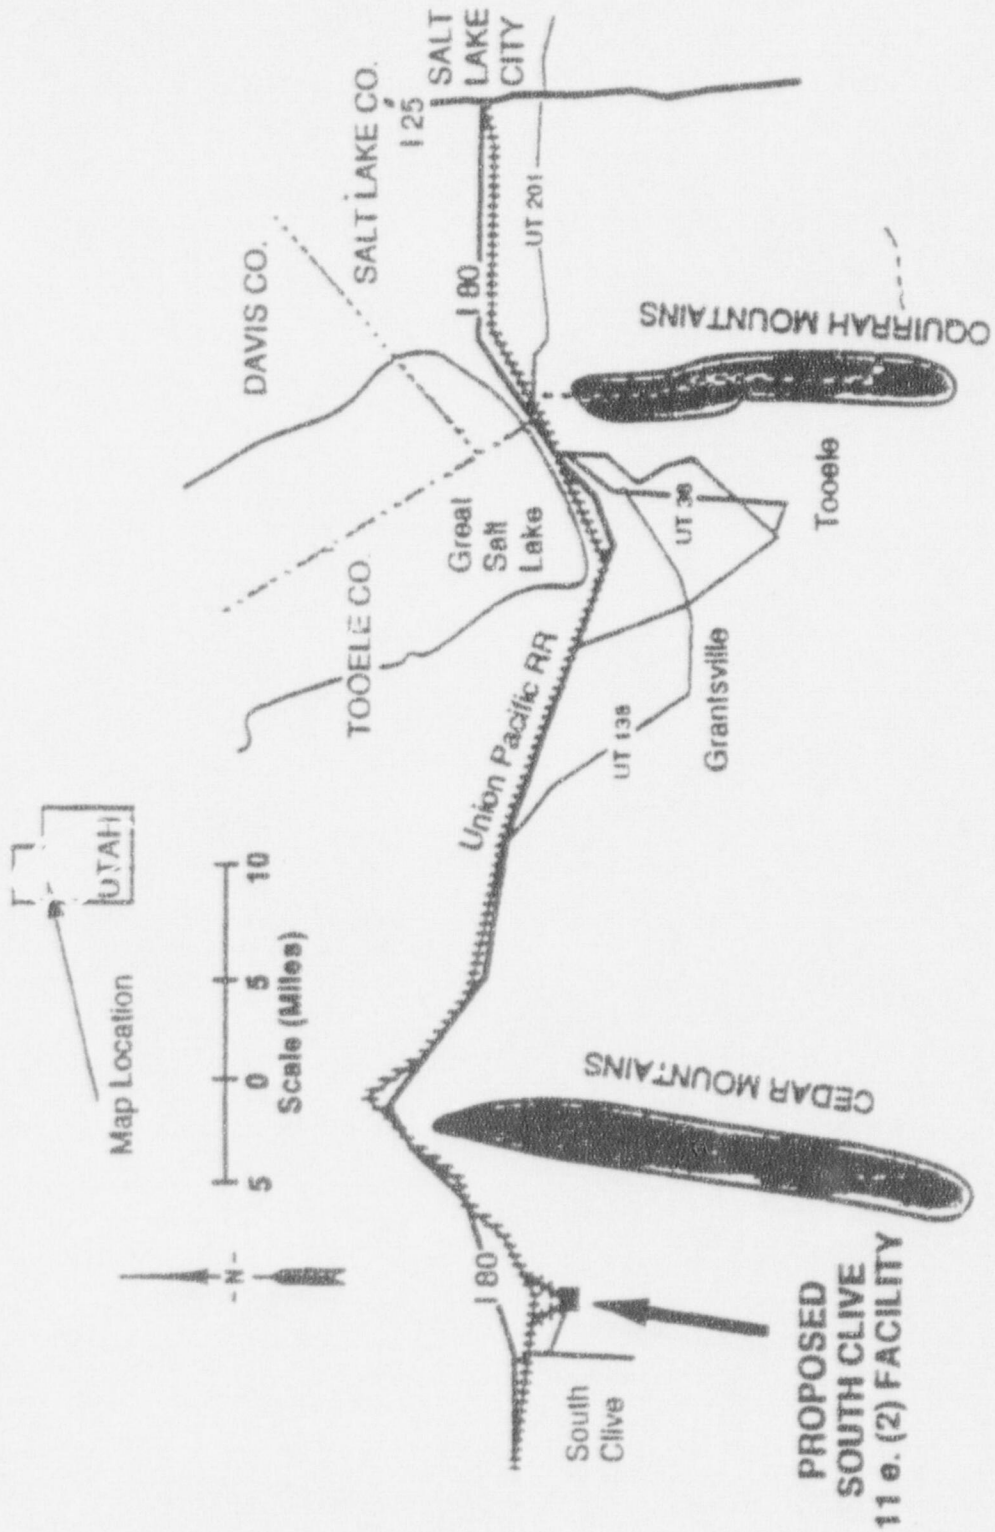 Map Location
UTAH
5 0 5 10
Scale (Miles)
- N -
DAVIS CO.
SALT LAKE CO.
I 25
SALT
LAKE
CITY
TOOELE CO.
Great
Salt
Lake
I 80
UT 201
Union Pacific RR
I 80
South
Clive
UT 138
Grantsville
UT 36
Tooele
OQUIRRAH MOUNTAINS
CEDAR MOUNTAINS
PROPOSED
SOUTH CLIVE
11 e. (2) FACILITY